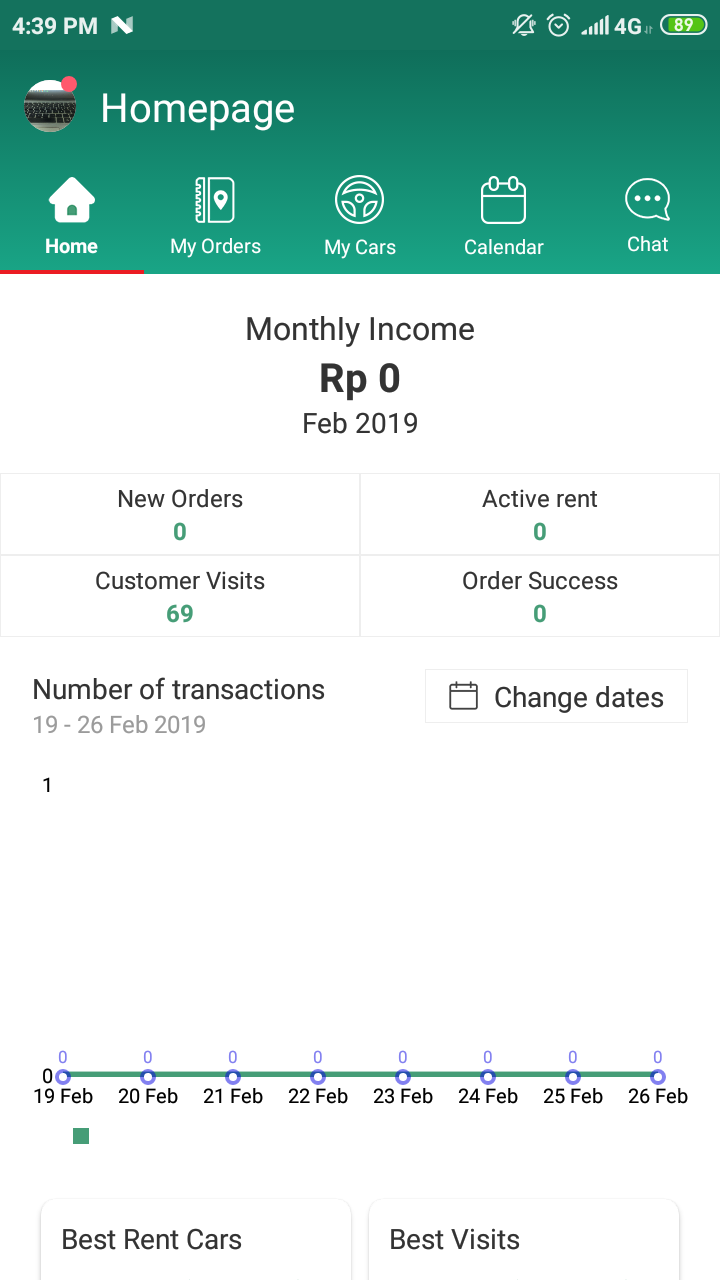 4:39 PM 4G 89
Homepage
Home My Orders My Cars Calendar Chat
Monthly Income
Rp 0
Feb 2019
New Orders Active rent
0 0
Customer Visits Order Success
69 0
Number of transactions
19 - 26 Feb 2019
Change dates
1
0 0 0 0 0 0 0 0
0
19 Feb 20 Feb 21 Feb 22 Feb 23 Feb 24 Feb 25 Feb 26 Feb
Best Rent Cars Best Visits